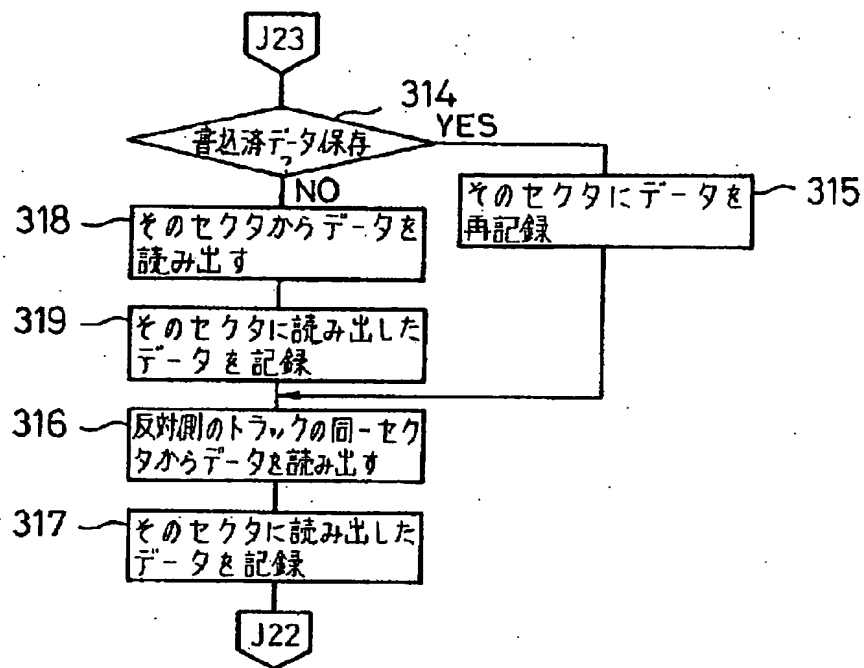 J23
314
書込済データ保存
?
YES
NO
そのセクタにデータを
再記録
315
318
そのセクタからデータを
読み出す
319
そのセクタに読み出した
データを記録
316
反対側のトラックの同一セク
タからデータを読み出す
317
そのセクタに読み出した
データを記録
J22